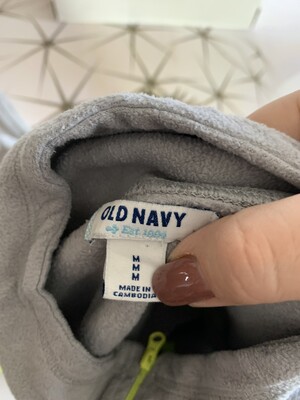 OLD NAVY
Est 1994
M
M
M
MADE IN
CAMBODIA